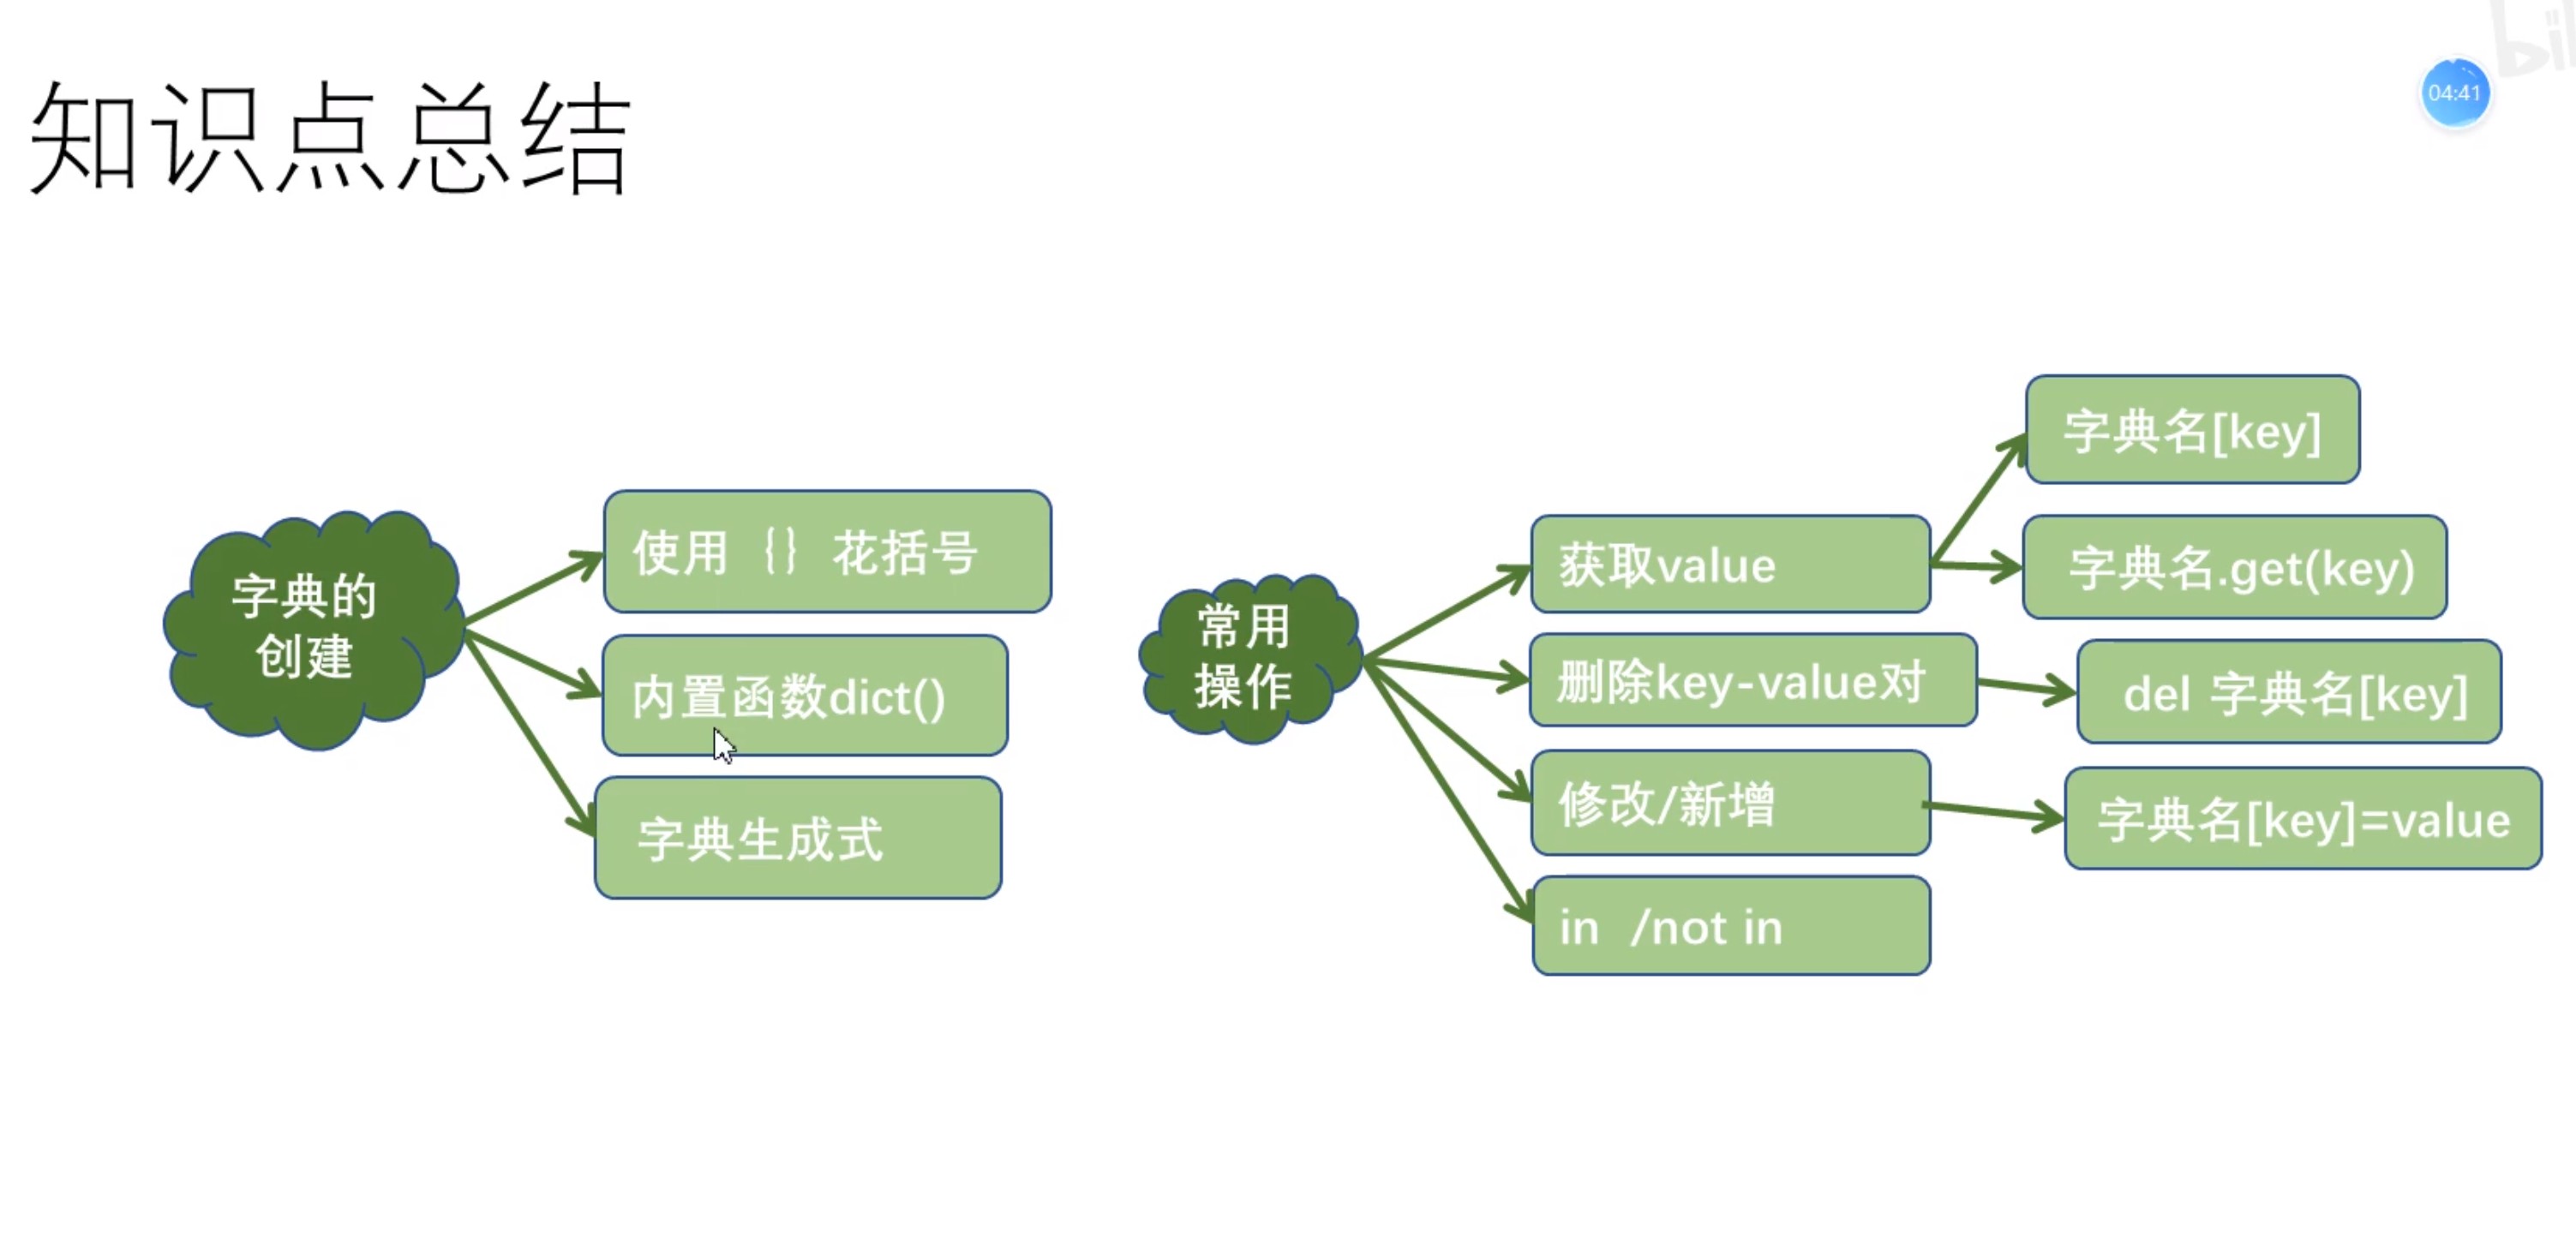 知识点总结
04:41
字典的
创建
使用 {} 花括号
内置函数dict()
字典生成式
常用
操作
获取value
字典名[key]
字典名.get(key)
删除key-value对
del 字典名[key]
修改/新增
字典名[key]=value
in /not in